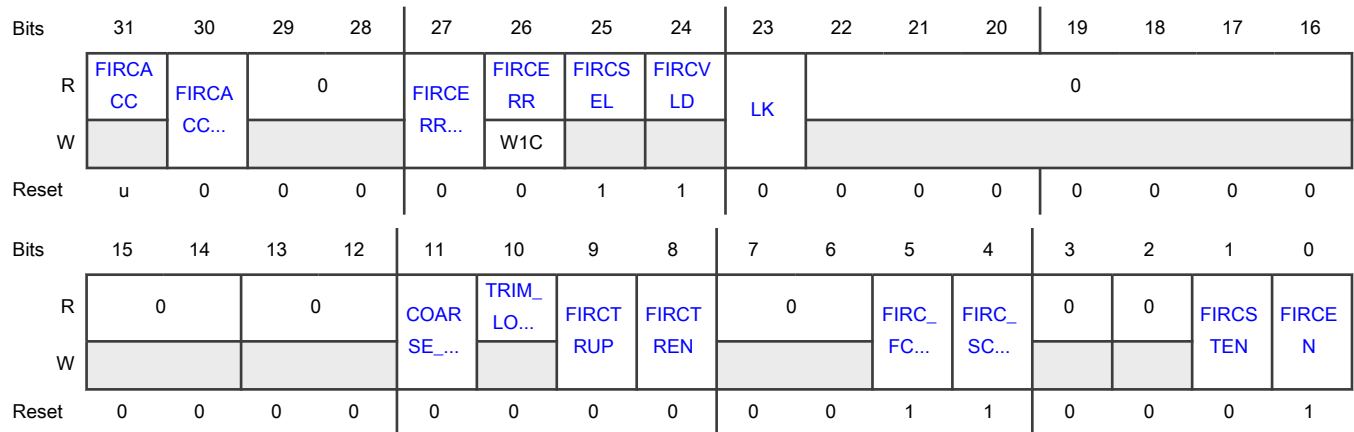 Bits 31 30 29 28 27 26 25 24 23 22 21 20 19 18 17 16
R FIRCA CC FIRCA CC... 0 FIRCE RR... FIRCE RR FIRCS EL FIRCV LD LK 0
W W1C
Reset u 0 0 0 0 0 1 1 0 0 0 0 0 0 0 0
Bits 15 14 13 12 11 10 9 8 7 6 5 4 3 2 1 0
R 0 0 COAR SE_... TRIM_ LO... FIRCT RUP FIRCT REN 0 FIRC_ FC... FIRC_ SC... 0 0 FIRCS TEN FIRCE N
W
Reset 0 0 0 0 0 0 0 0 0 0 1 1 0 0 0 1